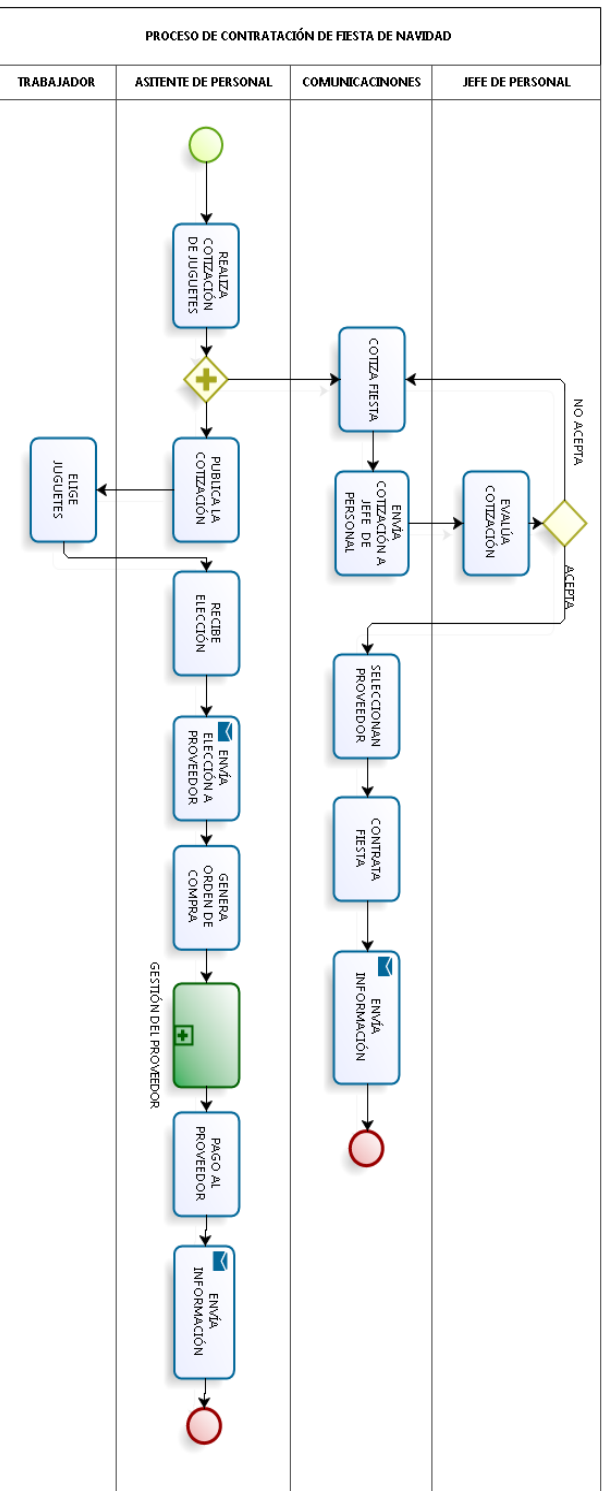 PROCESO DE CONTRATACIÓN DE FIESTA DE NAVIDAD
TRABAJADOR
ASITENTE DE PERSONAL
COMUNICACINONES
JEFE DE PERSONAL
REALIZA
COTIZACIÓN
DE JUGUETES
COTIZA FIESTA
NO ACEPTA
ELIGE
JUGUETES
PUBLICA LA
COTIZACIÓN
ENVÍA
COTIZACIÓN A
JEFE DE
PERSONAL
EVALÚA
COTIZACIÓN
ACEPTA
RECIBE
ELECCIÓN
SELECCIONAN
PROVEEDOR
ENVÍA
ELECCIÓN A
PROVEEDOR
CONTRATA
FIESTA
GENERA
ORDEN DE
COMPRA
ENVÍA
INFORMACIÓN
GESTIÓN DEL PROVEEDOR
PAGO AL
PROVEEDOR
ENVÍA
INFORMACIÓN